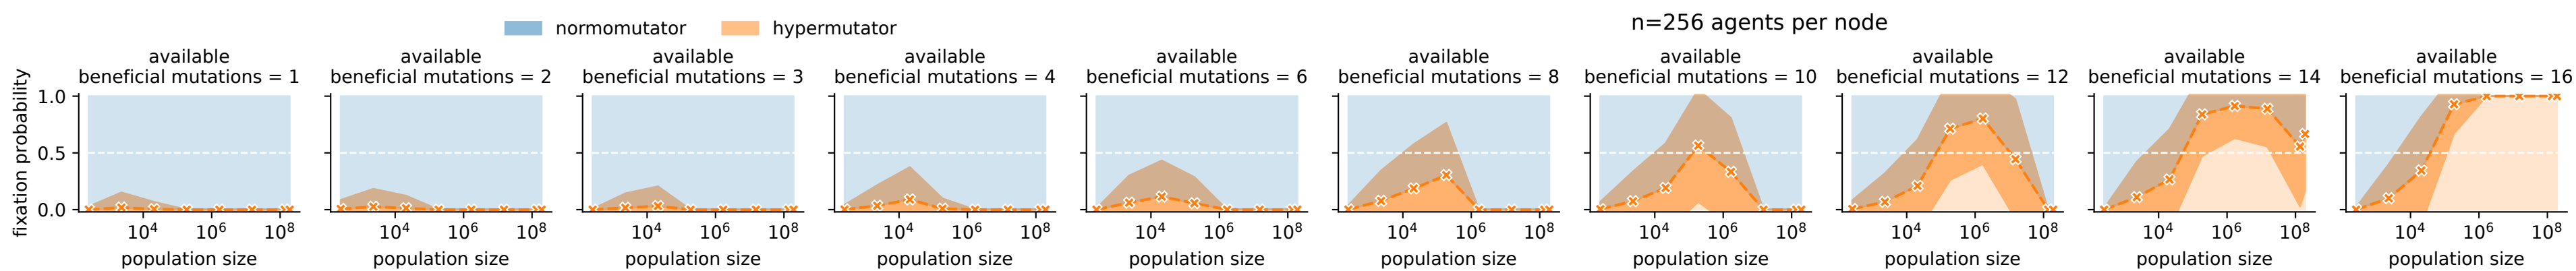 normomutator hypermutator
n=256 agents per node
available available available available available available available available available available
beneficial mutations = 1 beneficial mutations = 2 beneficial mutations = 3 beneficial mutations = 4 beneficial mutations = 6 beneficial mutations = 8 beneficial mutations = 10 beneficial mutations = 12 beneficial mutations = 14 beneficial mutations = 16
fixation probability
1.0
0.5
0.0
10⁴ 10⁶ 10⁸ 10⁴ 10⁶ 10⁸ 10⁴ 10⁶ 10⁸ 10⁴ 10⁶ 10⁸ 10⁴ 10⁶ 10⁸ 10⁴ 10⁶ 10⁸ 10⁴ 10⁶ 10⁸ 10⁴ 10⁶ 10⁸ 10⁴ 10⁶ 10⁸ 10⁴ 10⁶ 10⁸
population size population size population size population size population size population size population size population size population size population size